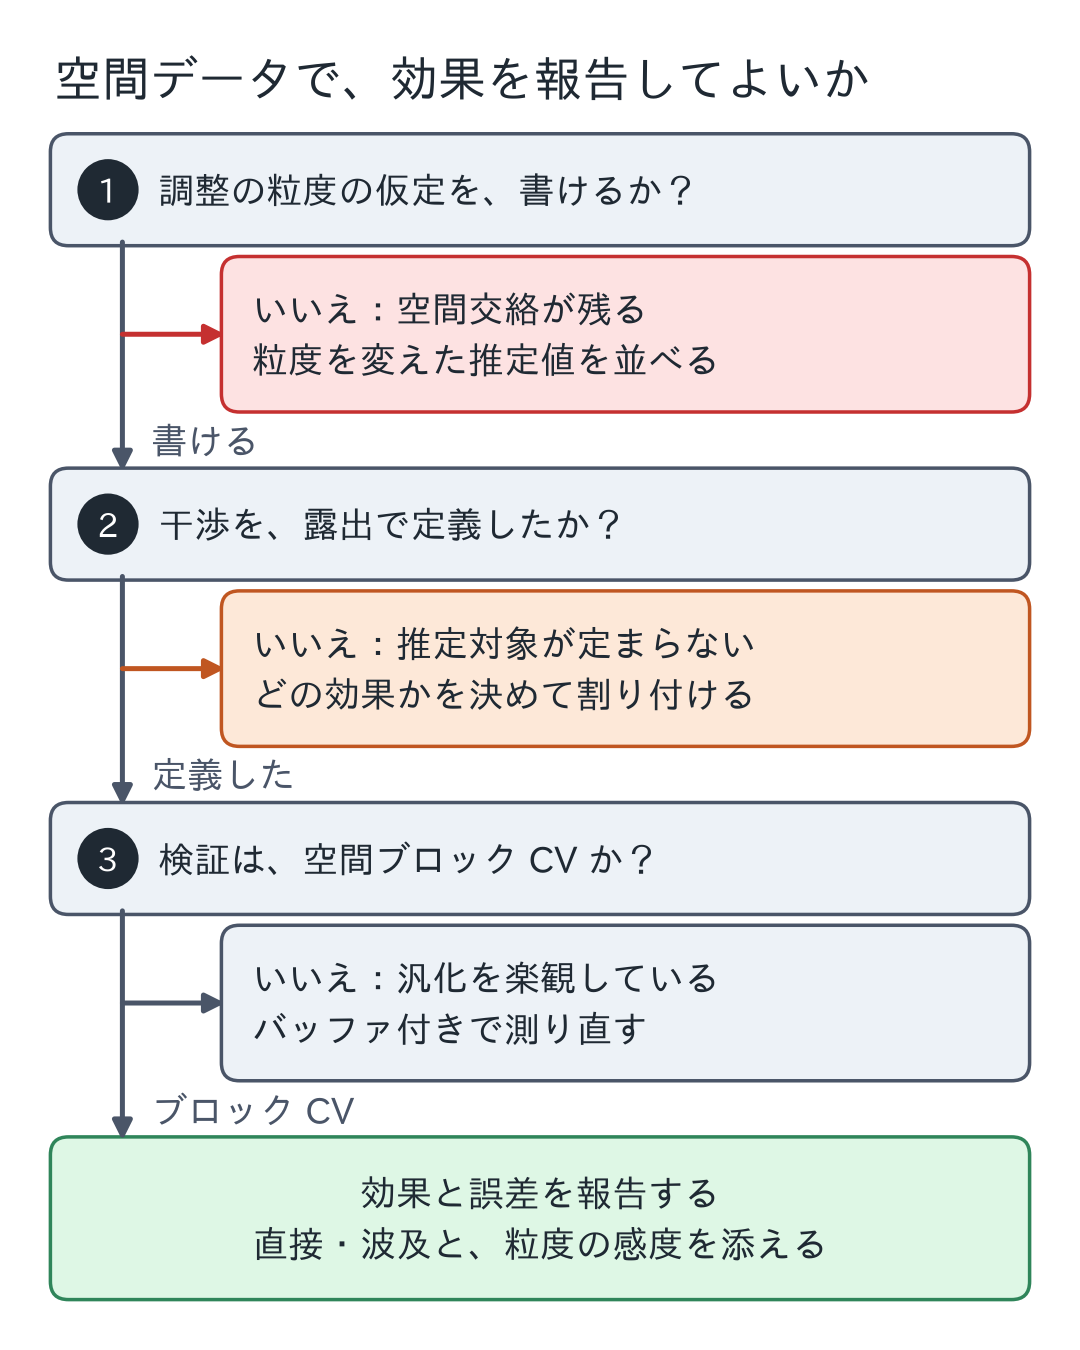 空間データで、効果を報告してよいか
1 調整の粒度の仮定を、書けるか？
いいえ：空間交絡が残る
粒度を変えた推定値を並べる
書ける
2 干渉を、露出で定義したか？
いいえ：推定対象が定まらない
どの効果かを決めて割り付ける
定義した
3 検証は、空間ブロック CV か？
いいえ：汎化を楽観している
バッファ付きで測り直す
ブロック CV
効果と誤差を報告する
直接・波及と、粒度の感度を添える